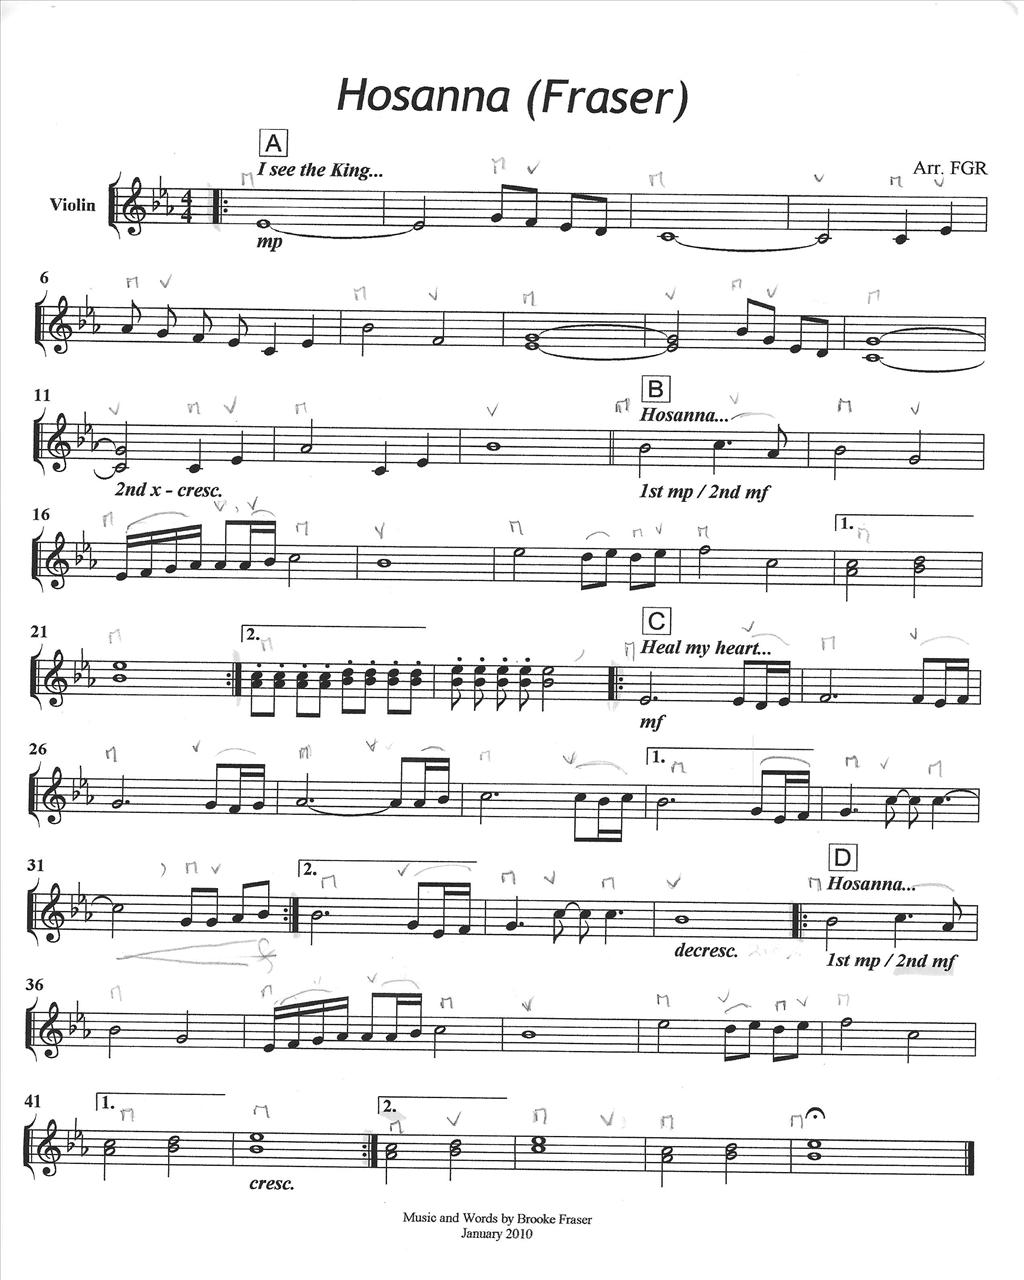 Hosanna (Fraser)
A
I see the King...
Arr. FGR
Violin
4
4
mp
6
11
B
Hosanna...
2nd x - cresc.
1st mp / 2nd mf
16
1.
21
2.
C
Heal my heart...
mf
26
1.
31
2.
D
Hosanna...
decresc.
1st mp / 2nd mf
36
41
1.
2.
cresc.
Music and Words by Brooke Fraser
January 2010